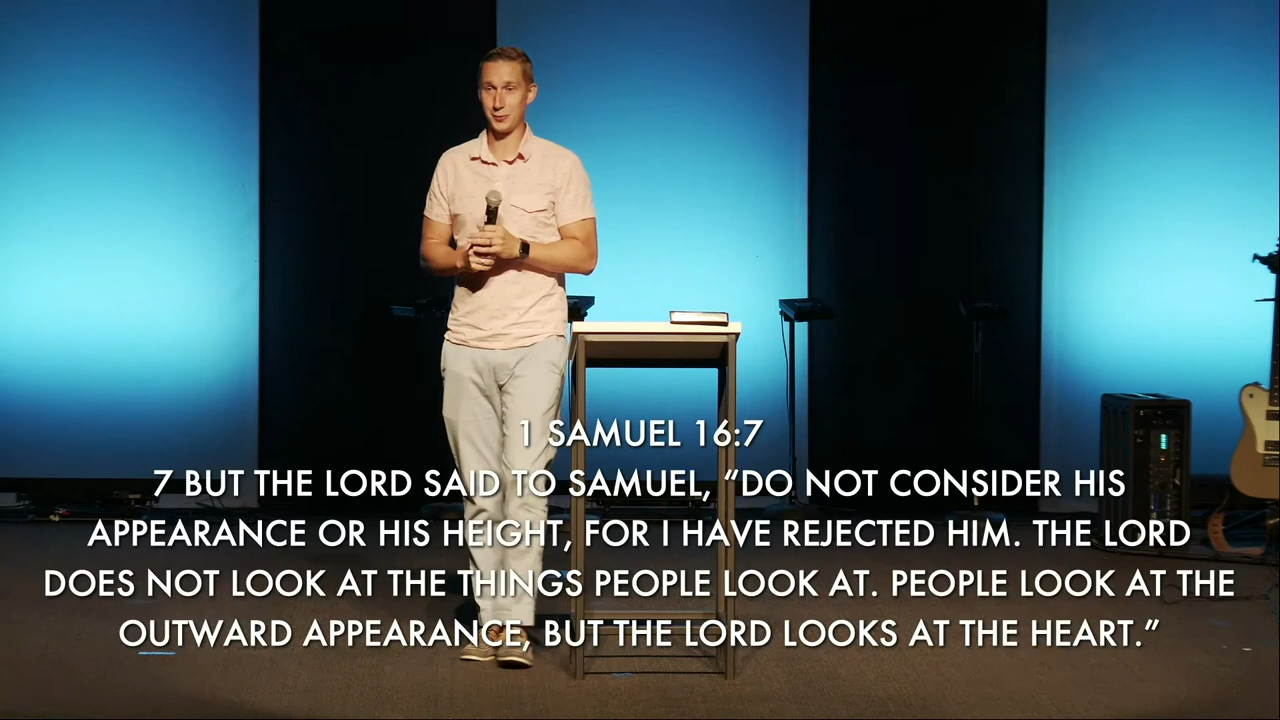 1 SAMUEL 16:7
7 BUT THE LORD SAID TO SAMUEL, “DO NOT CONSIDER HIS
APPEARANCE OR HIS HEIGHT, FOR I HAVE REJECTED HIM. THE LORD
DOES NOT LOOK AT THE THINGS PEOPLE LOOK AT. PEOPLE LOOK AT THE
OUTWARD APPEARANCE, BUT THE LORD LOOKS AT THE HEART.”